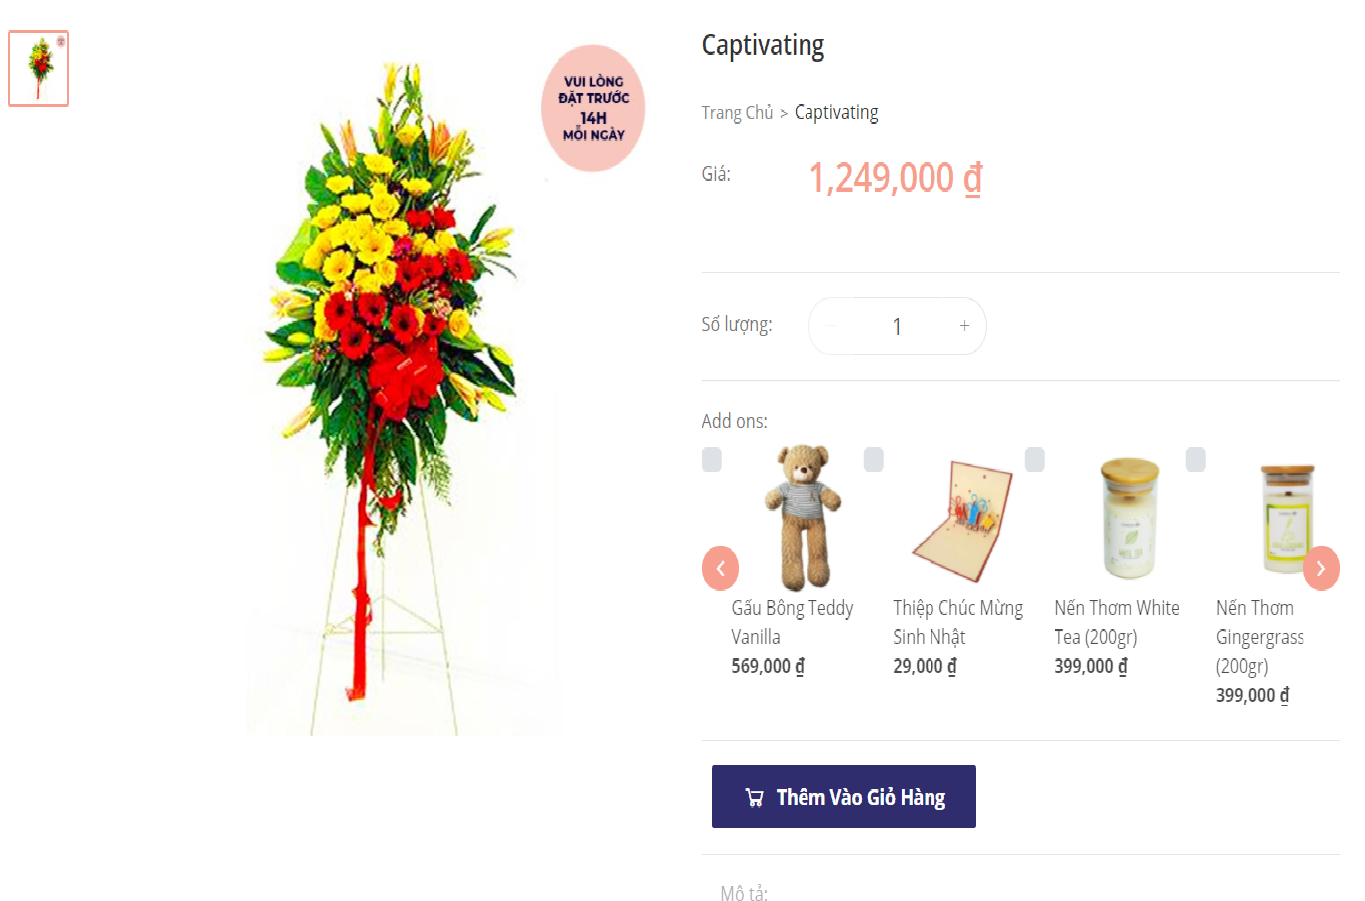 VUI LÒNG
ĐẶT TRƯỚC
14H
MỖI NGÀY
Captivating
Trang Chủ > Captivating
Giá: 1,249,000 ₫
Số lượng: − 1 +
Add ons:
Gấu Bông Teddy
Vanilla
569,000 ₫
Thiệp Chúc Mừng
Sinh Nhật
29,000 ₫
Nến Thơm White
Tea (200gr)
399,000 ₫
Nến Thơm
Gingergrass
(200gr)
399,000 ₫
Thêm Vào Giỏ Hàng
Mô tả: